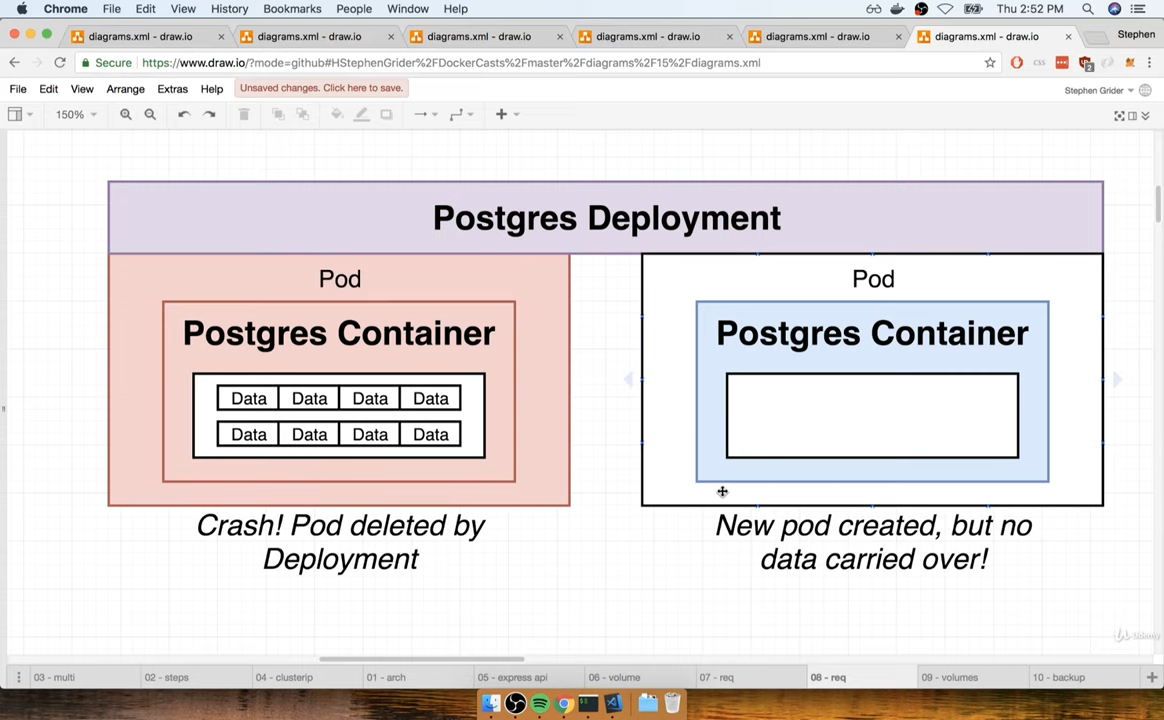 Chrome File Edit View History Bookmarks People Window Help Thu 2:52 PM
diagrams.xml - draw.io diagrams.xml - draw.io diagrams.xml - draw.io diagrams.xml - draw.io diagrams.xml - draw.io diagrams.xml - draw.io Stephen
Secure https://www.draw.io/?mode=github#HStephenGrider%2FDockerCasts%2Fmaster%2Fdiagrams%2F15%2Fdiagrams.xml css 2
File Edit View Arrange Extras Help Unsaved changes. Click here to save. Stephen Grider
150%
Postgres Deployment
Pod
Postgres Container
Data Data Data Data
Data Data Data Data
Crash! Pod deleted by
Deployment
Pod
Postgres Container
New pod created, but no
data carried over!
Udemy
03 - multi 02 - steps 04 - clusterip 01 - arch 05 - express api 06 - volume 07 - req 08 - req 09 - volumes 10 - backup